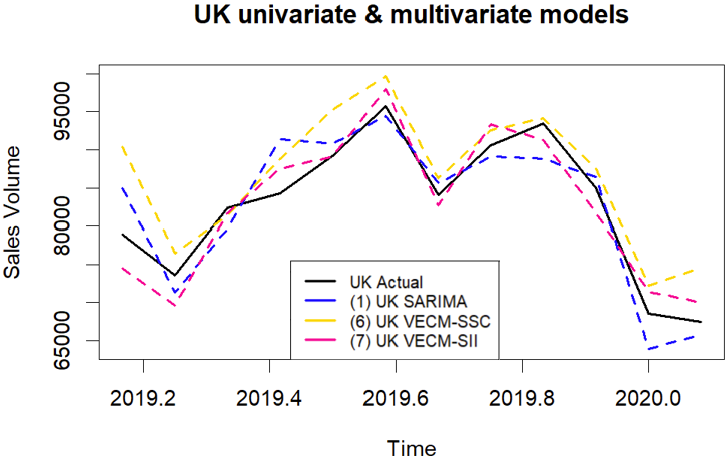 UK univariate & multivariate models
Sales Volume
95000
80000
65000
UK Actual
(1) UK SARIMA
(6) UK VECM-SSC
(7) UK VECM-SII
2019.2 2019.4 2019.6 2019.8 2020.0
Time